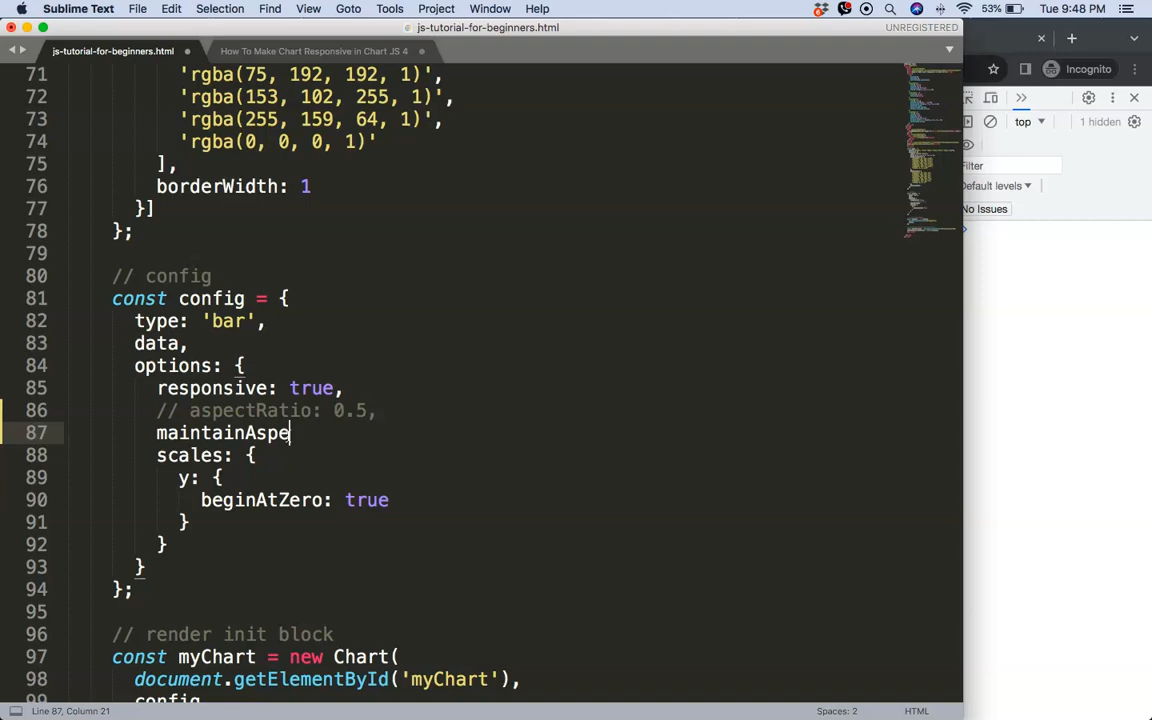 Sublime Text File Edit Selection Find View Goto Tools Project Window Help 53% Tue 9:48 PM
js-tutorial-for-beginners.html UNREGISTERED
js-tutorial-for-beginners.html How To Make Chart Responsive in Chart JS 4
Incognito
71 'rgba(75, 192, 192, 1)',
72 'rgba(153, 102, 255, 1)',
73 'rgba(255, 159, 64, 1)',
74 'rgba(0, 0, 0, 1)'
75 ],
76 borderWidth: 1
77 }]
78 };
79
80 // config
81 const config = {
82 type: 'bar',
83 data,
84 options: {
85 responsive: true,
86 // aspectRatio: 0.5,
87 maintainAspe
88 scales: {
89 y: {
90 beginAtZero: true
91 }
92 }
93 }
94 };
95
96 // render init block
97 const myChart = new Chart(
98 document.getElementById('myChart'),
99 config
top 1 hidden
Filter
Default levels
No Issues
Line 87, Column 21 Spaces: 2 HTML